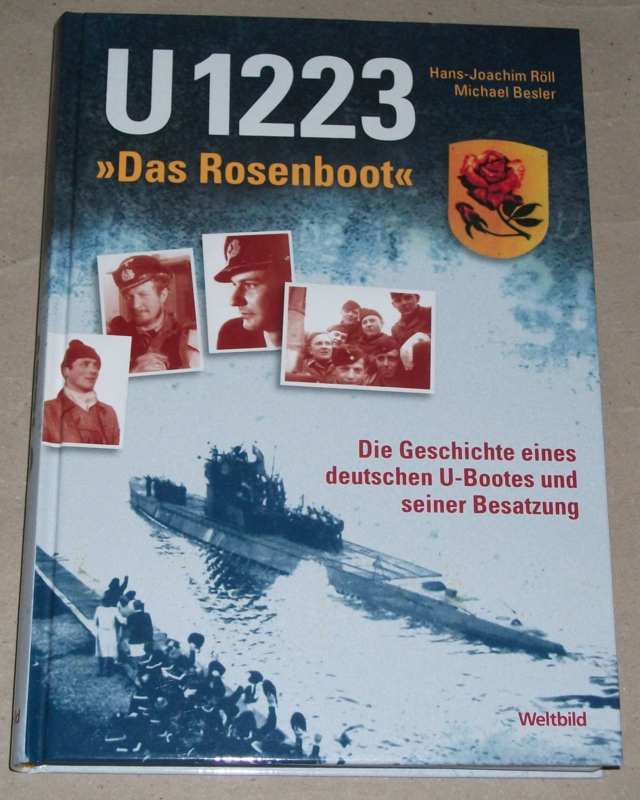 U 1223
»Das Rosenboot«
Hans-Joachim Röll
Michael Besler
Die Geschichte eines
deutschen U-Bootes und
seiner Besatzung
Weltbild